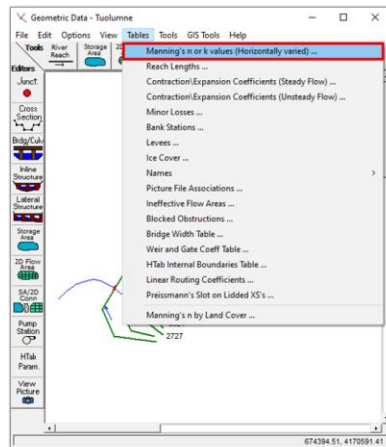 Geometric Data - Tuolumne
File Edit Options View Tables Tools GIS Tools Help
Tools
River
Reach
Storage
Area
Editors
Junct.
Cross
Section
Brdg/Culv
Inline
Structure
Lateral
Structure
Storage
Area
2D Flow
Area
SA/2D
Conn
Pump
Station
HTab
Param.
View
Picture
Manning's n or k values (Horizontally varied) ...
Reach Lengths ...
Contraction\Expansion Coefficients (Steady Flow) ...
Contraction\Expansion Coefficients (Unsteady Flow) ...
Minor Losses ...
Bank Stations ...
Levees ...
Ice Cover ...
Names
Picture File Associations ...
Ineffective Flow Areas ...
Blocked Obstructions ...
Bridge Width Table ...
Weir and Gate Coeff Table ...
HTab Internal Boundaries Table ...
Linear Routing Coefficients ...
Preissmann's Slot on Lidded XS's ...
Manning's n by Land Cover ...
2727
674394.51, 4170591.41